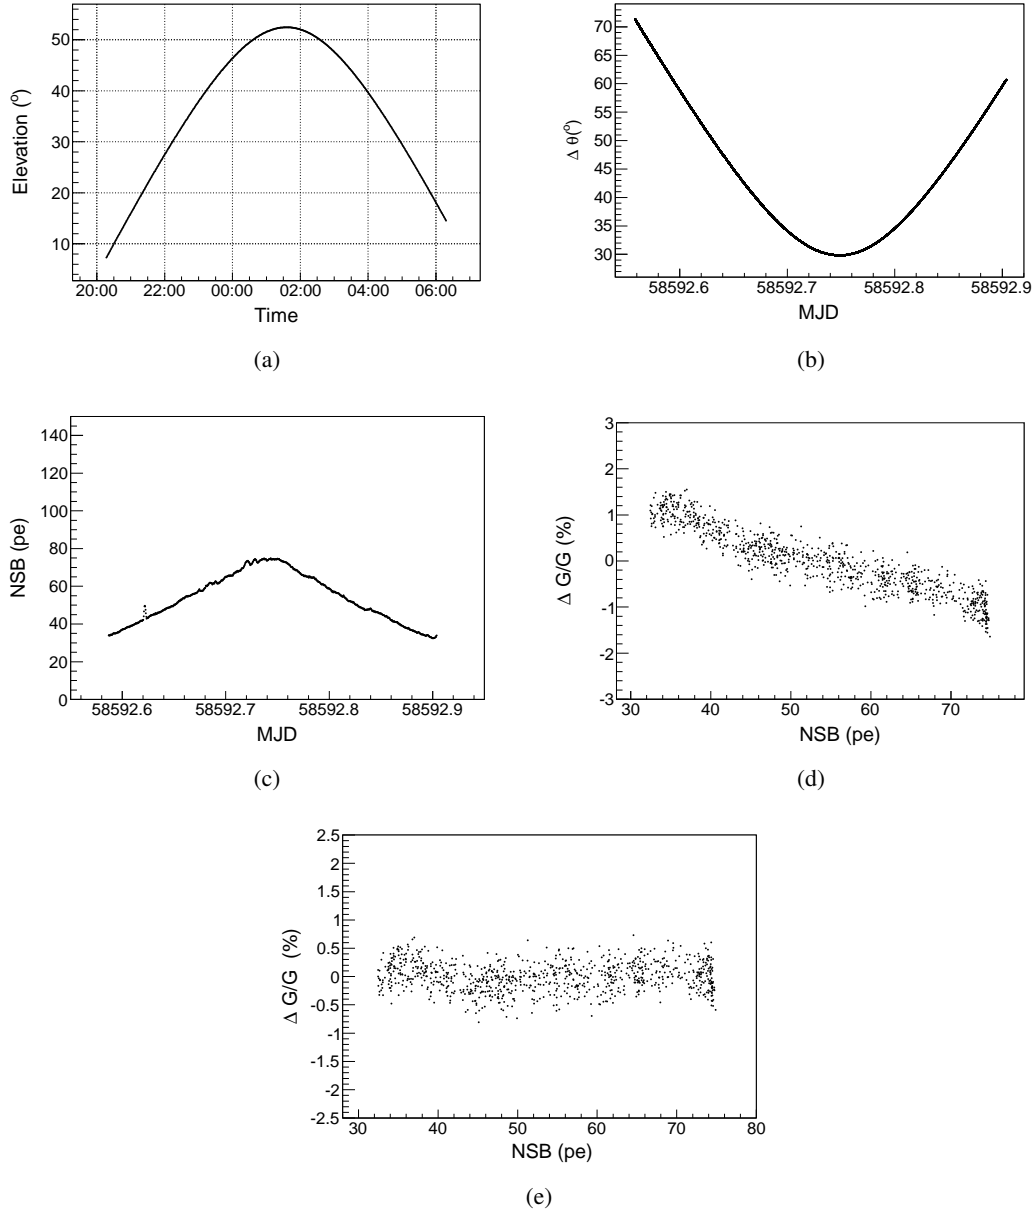 50
40
30
20
10
Elevation (°)
20:00 22:00 00:00 02:00 04:00 06:00
Time
(a)
70
65
60
55
50
45
40
35
30
Δ θ(°)
58592.6 58592.7 58592.8 58592.9
MJD
(b)
140
120
100
80
60
40
20
0
NSB (pe)
58592.6 58592.7 58592.8 58592.9
MJD
(c)
3
2
1
0
-1
-2
-3
Δ G/G (%)
30 40 50 60 70
NSB (pe)
(d)
2.5
2
1.5
1
0.5
0
-0.5
-1
-1.5
-2
-2.5
Δ G/G (%)
30 40 50 60 70 80
NSB (pe)
(e)